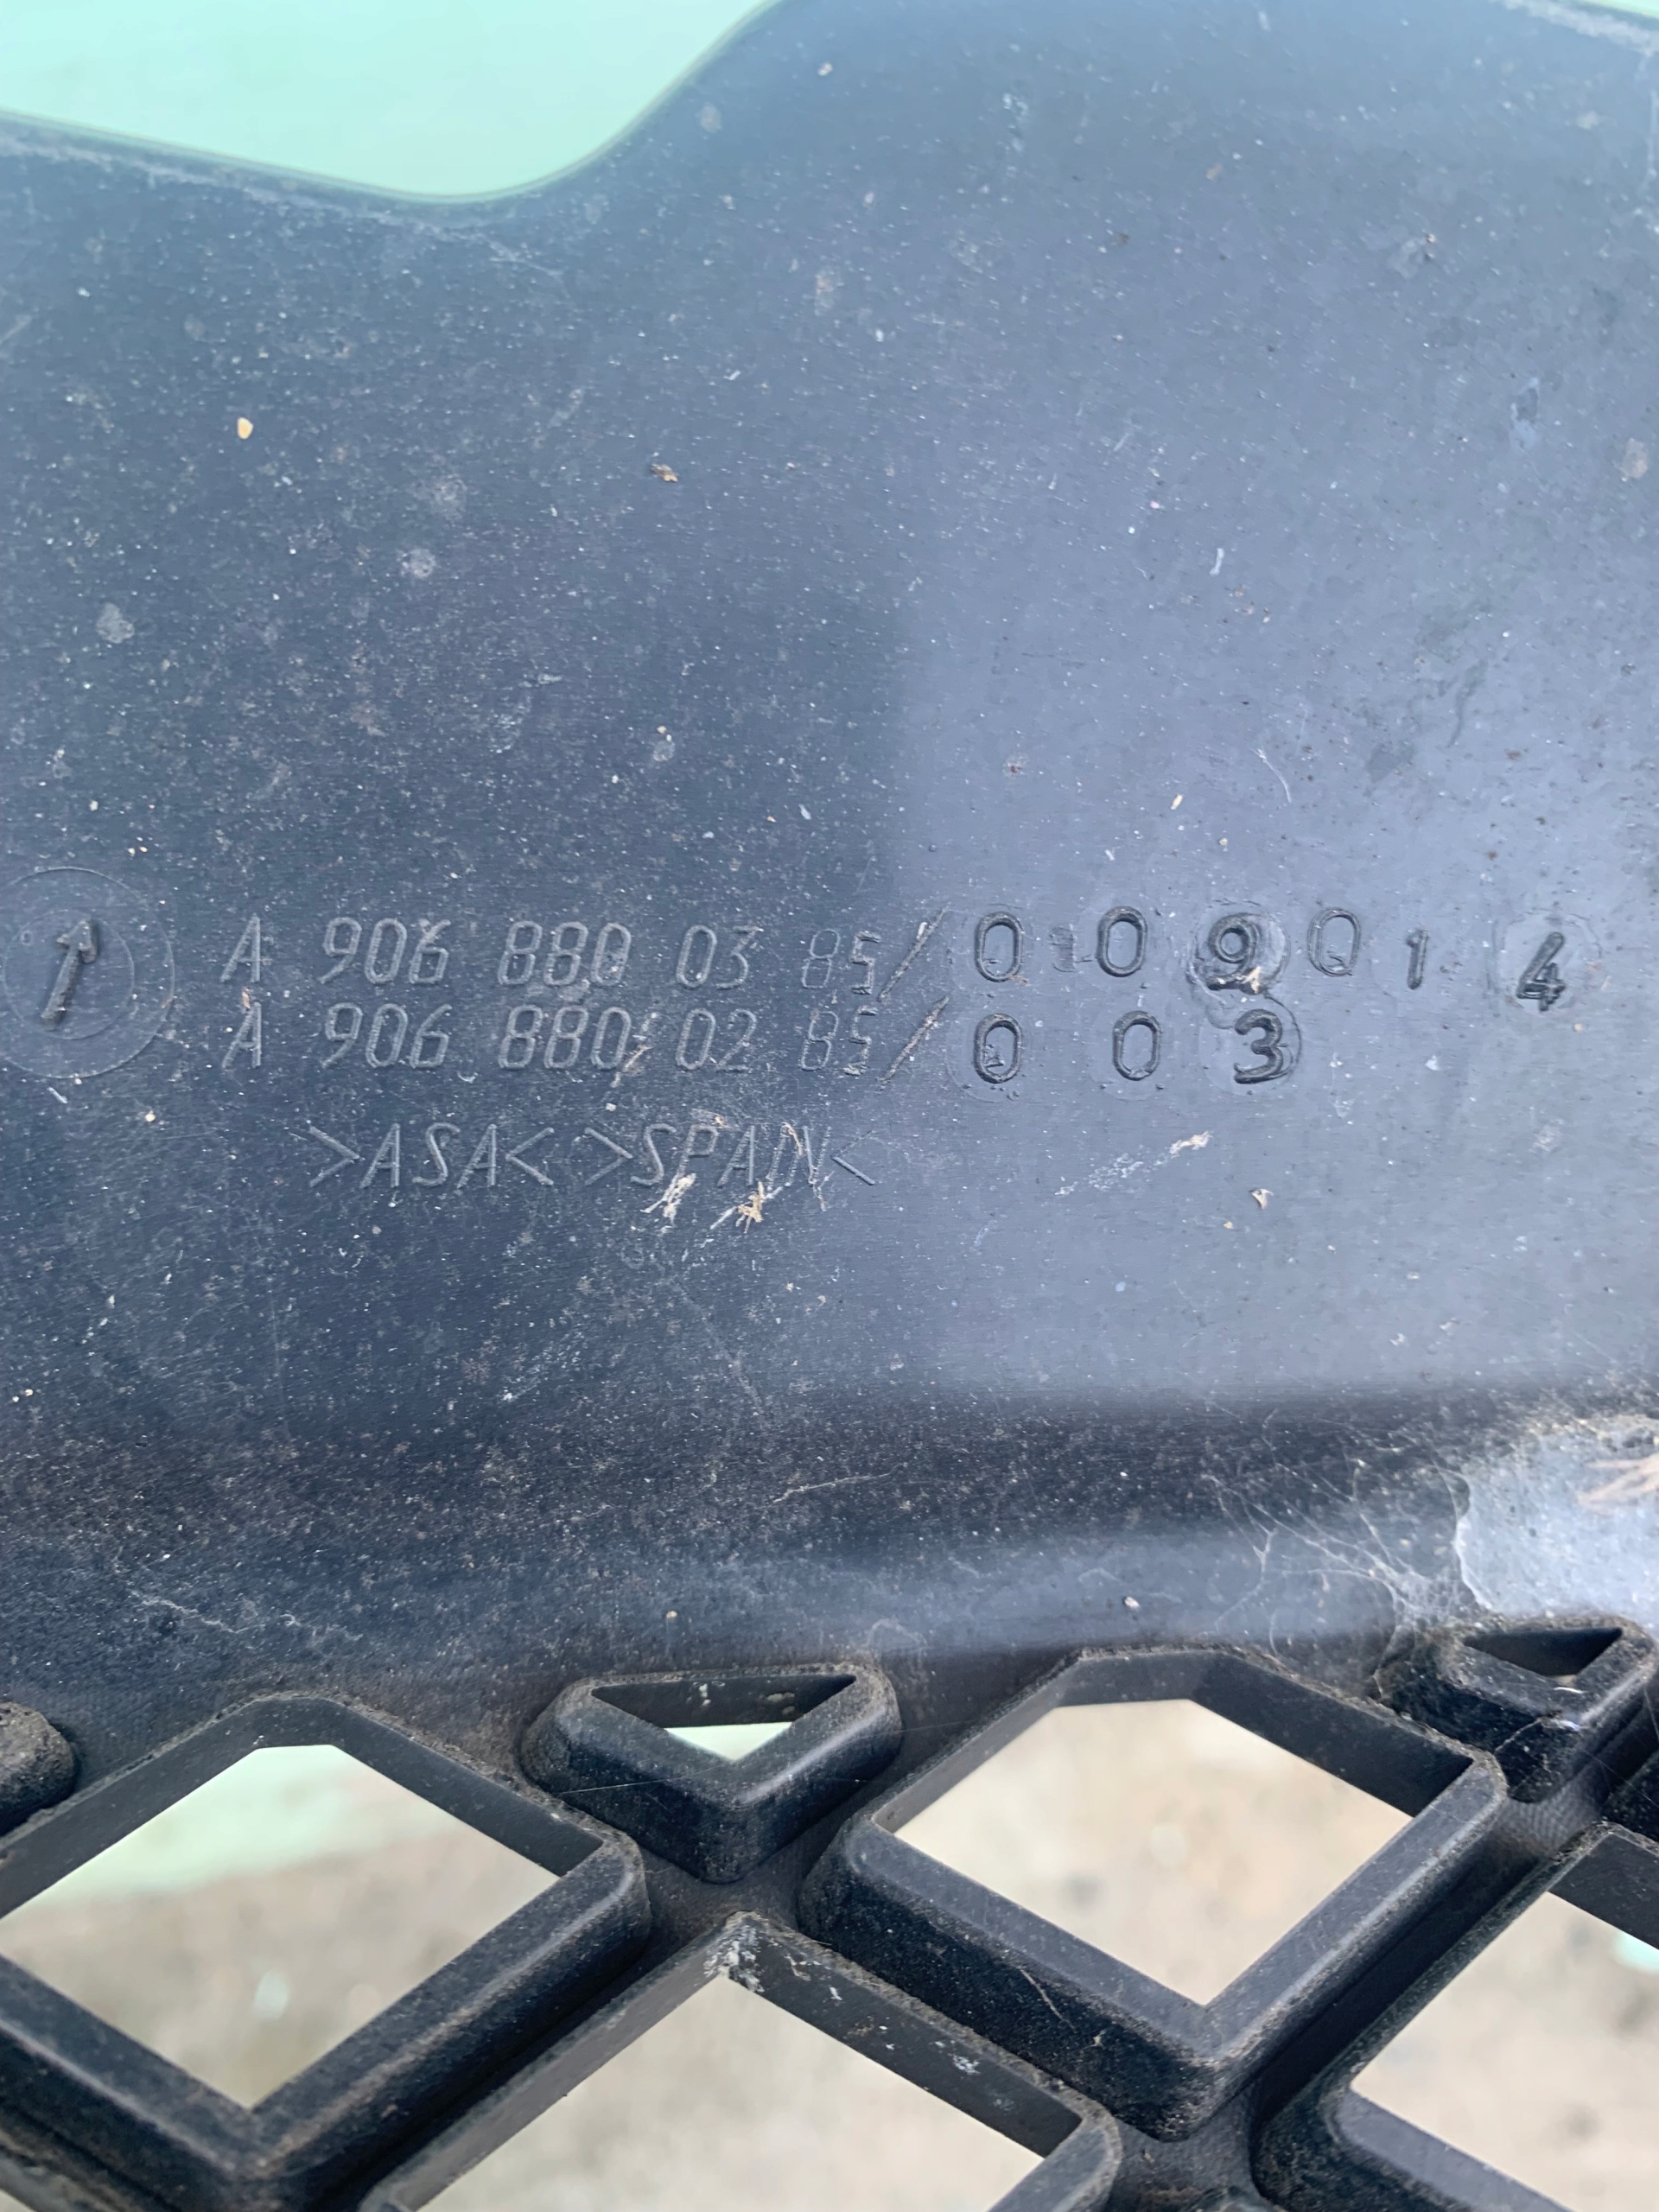 A 906 880 03 85/0 0 9 0 1 4
A 906 880 02 85/0 0 3
>ASA< >SPAIN<